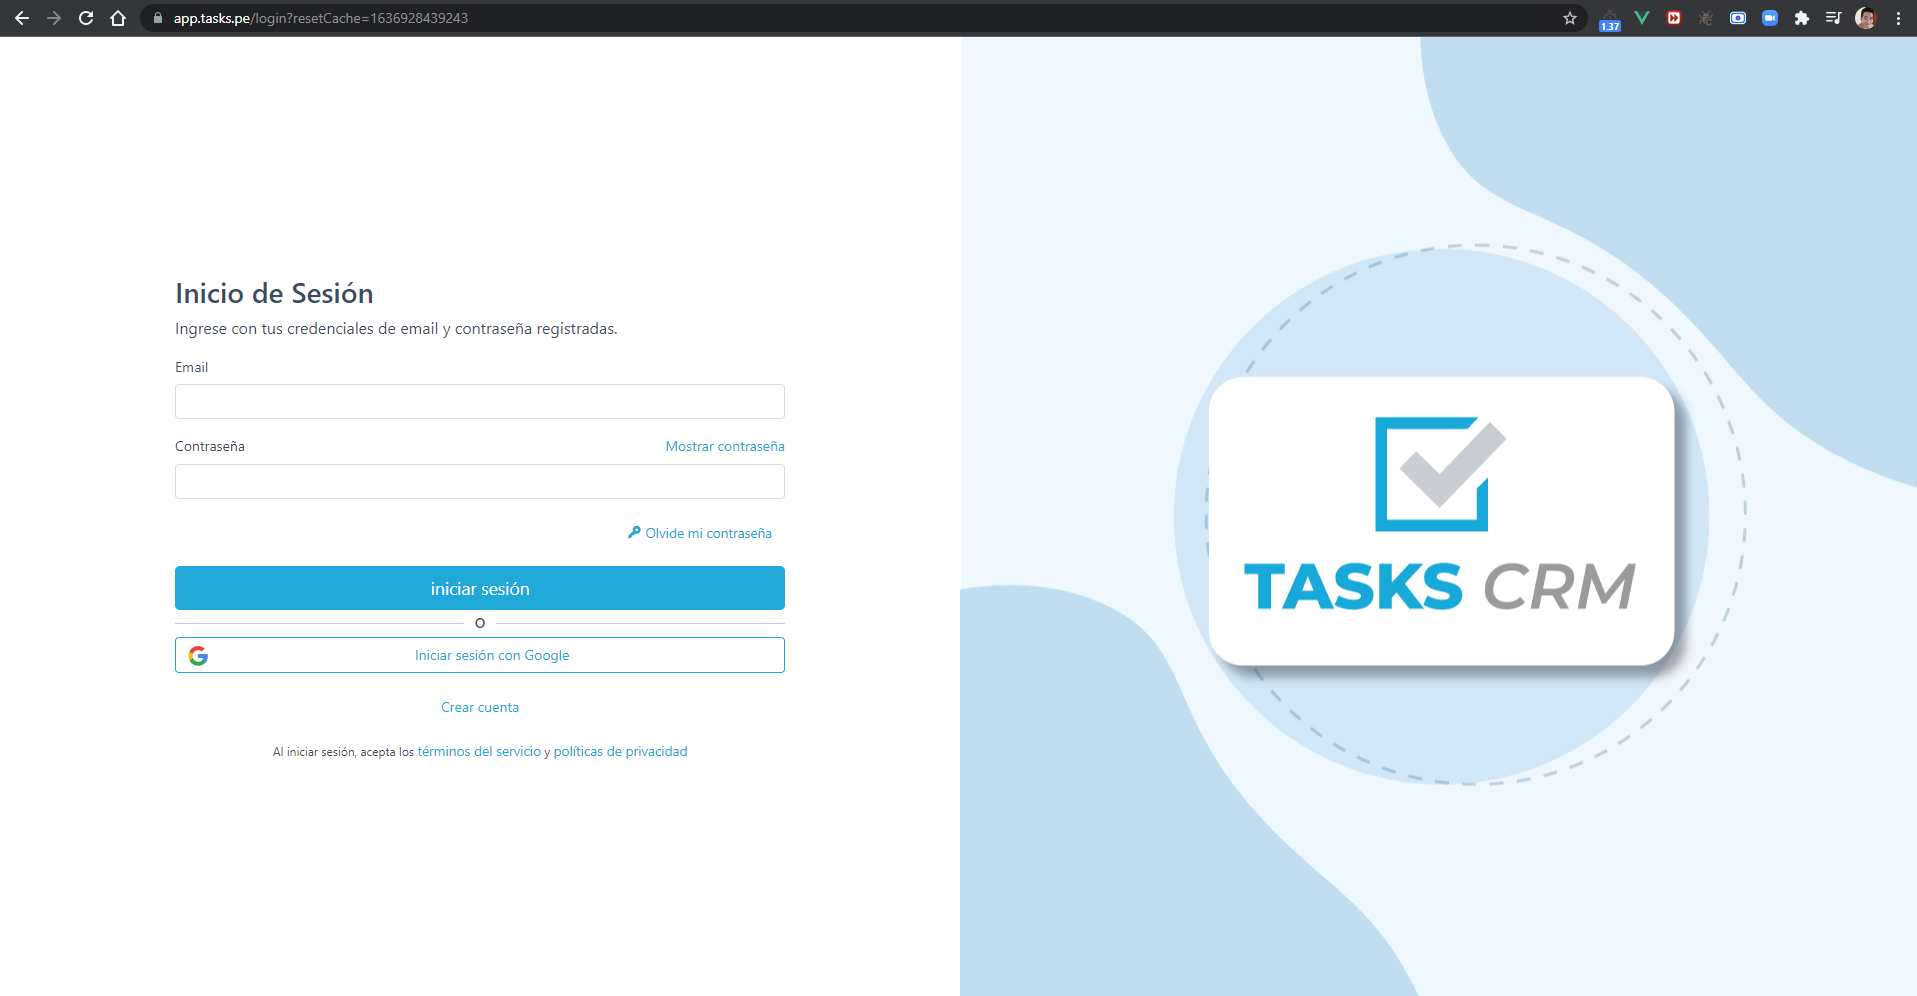 app.tasks.pe/login?resetCache=1636928439243
1.37
Inicio de Sesión
Ingrese con tus credenciales de email y contraseña registradas.
Email
Contraseña
Mostrar contraseña
Olvide mi contraseña
iniciar sesión
O
Iniciar sesión con Google
Crear cuenta
Al iniciar sesión, acepta los términos del servicio y políticas de privacidad
TASKS CRM